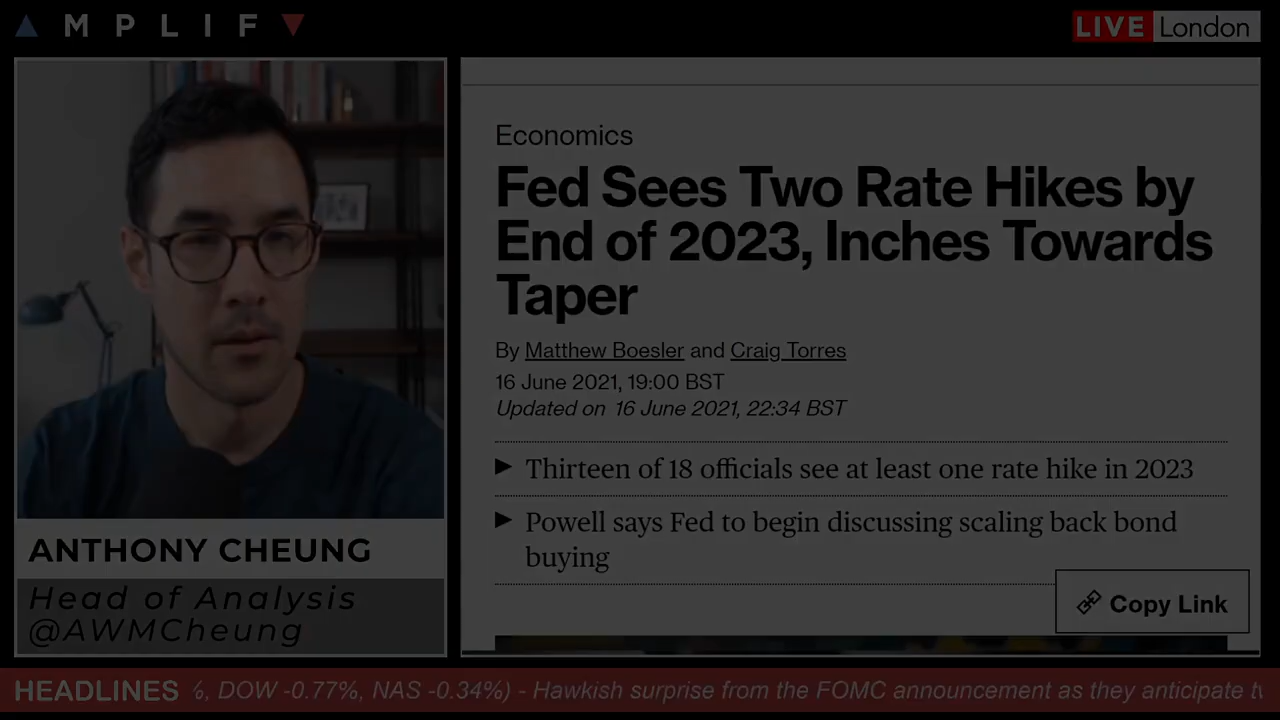 ▲ M P L I F ▼
LIVE London
Economics
Fed Sees Two Rate Hikes by
End of 2023, Inches Towards
Taper
By Matthew Boesler and Craig Torres
16 June 2021, 19:00 BST
Updated on 16 June 2021, 22:34 BST
▶ Thirteen of 18 officials see at least one rate hike in 2023
▶ Powell says Fed to begin discussing scaling back bond
buying
Copy Link
ANTHONY CHEUNG
Head of Analysis
@AWMCheung
HEADLINES %, DOW -0.77%, NAS -0.34%) - Hawkish surprise from the FOMC announcement as they anticipate